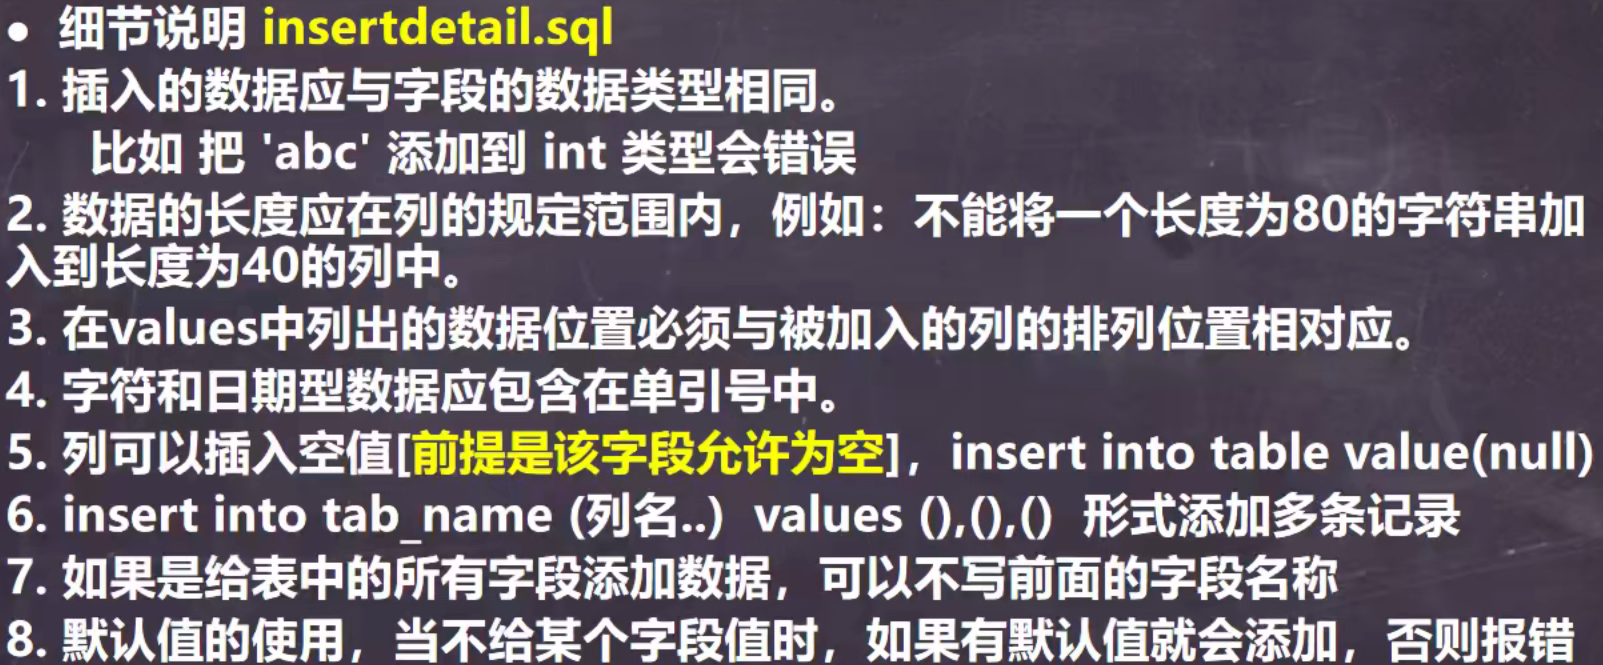 ● 细节说明 insertdetail.sql
1. 插入的数据应与字段的数据类型相同。
比如 把 'abc' 添加到 int 类型会错误
2. 数据的长度应在列的规定范围内，例如：不能将一个长度为80的字符串加
入到长度为40的列中。
3. 在values中列出的数据位置必须与被加入的列的排列位置相对应。
4. 字符和日期型数据应包含在单引号中。
5. 列可以插入空值[前提是该字段允许为空]，insert into table value(null)
6. insert into tab_name (列名..) values (),(),() 形式添加多条记录
7. 如果是给表中的所有字段添加数据，可以不写前面的字段名称
8. 默认值的使用，当不给某个字段值时，如果有默认值就会添加，否则报错